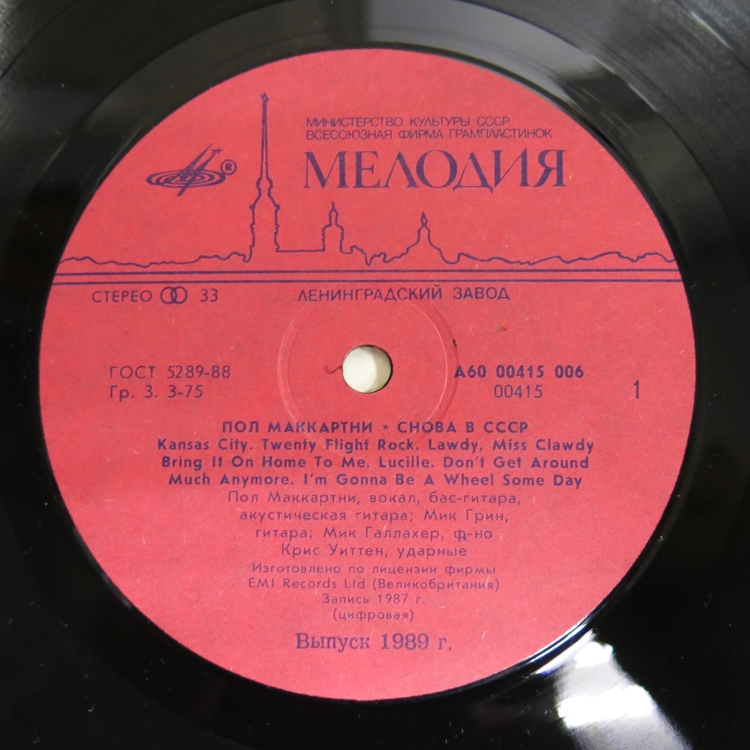 МИНИСТЕРСТВО КУЛЬТУРЫ СССР
ВСЕСОЮЗНАЯ ФИРМА ГРАМПЛАСТИНОК
®
МЕЛОДИЯ
СТЕРЕО 33
ЛЕНИНГРАДСКИЙ ЗАВОД
ГОСТ 5289-88
Гр. 3. 3-75
А60 00415 006
00415
1
ПОЛ МАККАРТНИ • СНОВА В СССР
Kansas City. Twenty Flight Rock. Lawdy, Miss Clawdy
Bring It On Home To Me. Lucille. Don't Get Around
Much Anymore. I'm Gonna Be A Wheel Some Day
Пол Маккартни, вокал, бас-гитара,
акустическая гитара; Мик Грин,
гитара; Мик Галлахер, ф-но
Крис Уиттен, ударные
Изготовлено по лицензии фирмы
EMI Records Ltd (Великобритания)
Запись 1987 г.
(цифровая)
Выпуск 1989 г.